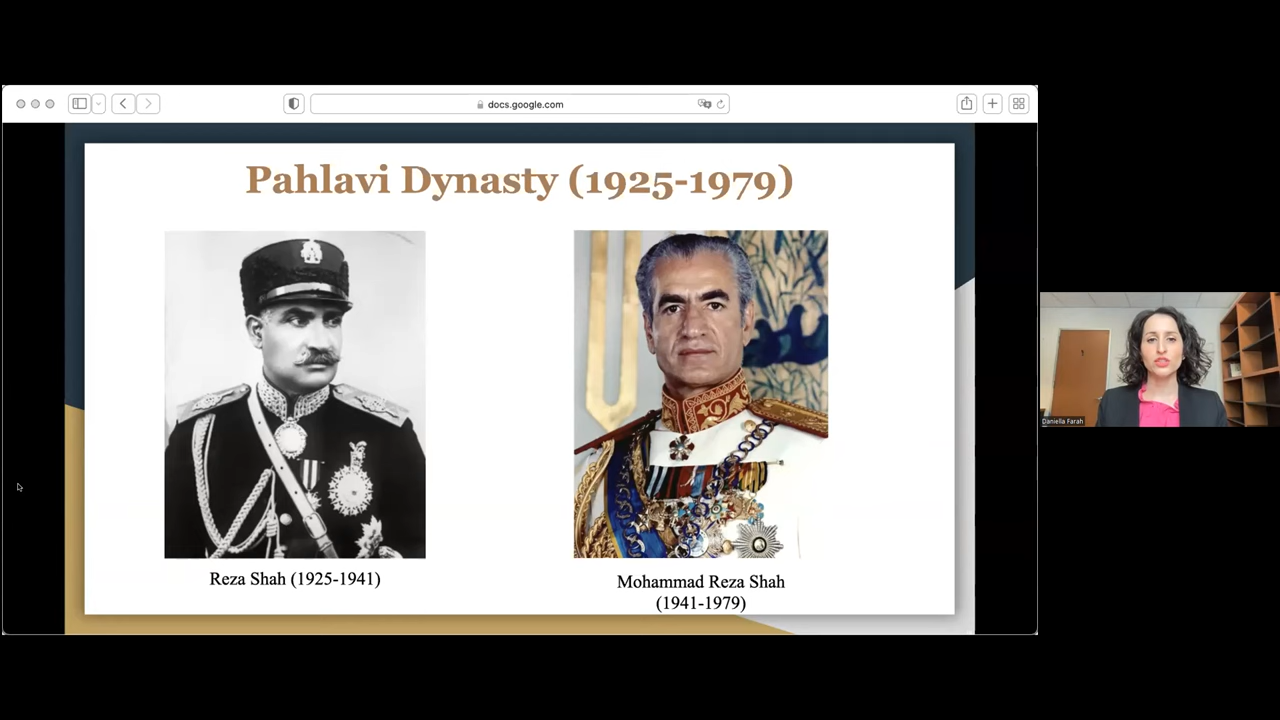 docs.google.com
Pahlavi Dynasty (1925-1979)
Reza Shah (1925-1941)
Mohammad Reza Shah
(1941-1979)
Daniella Farah